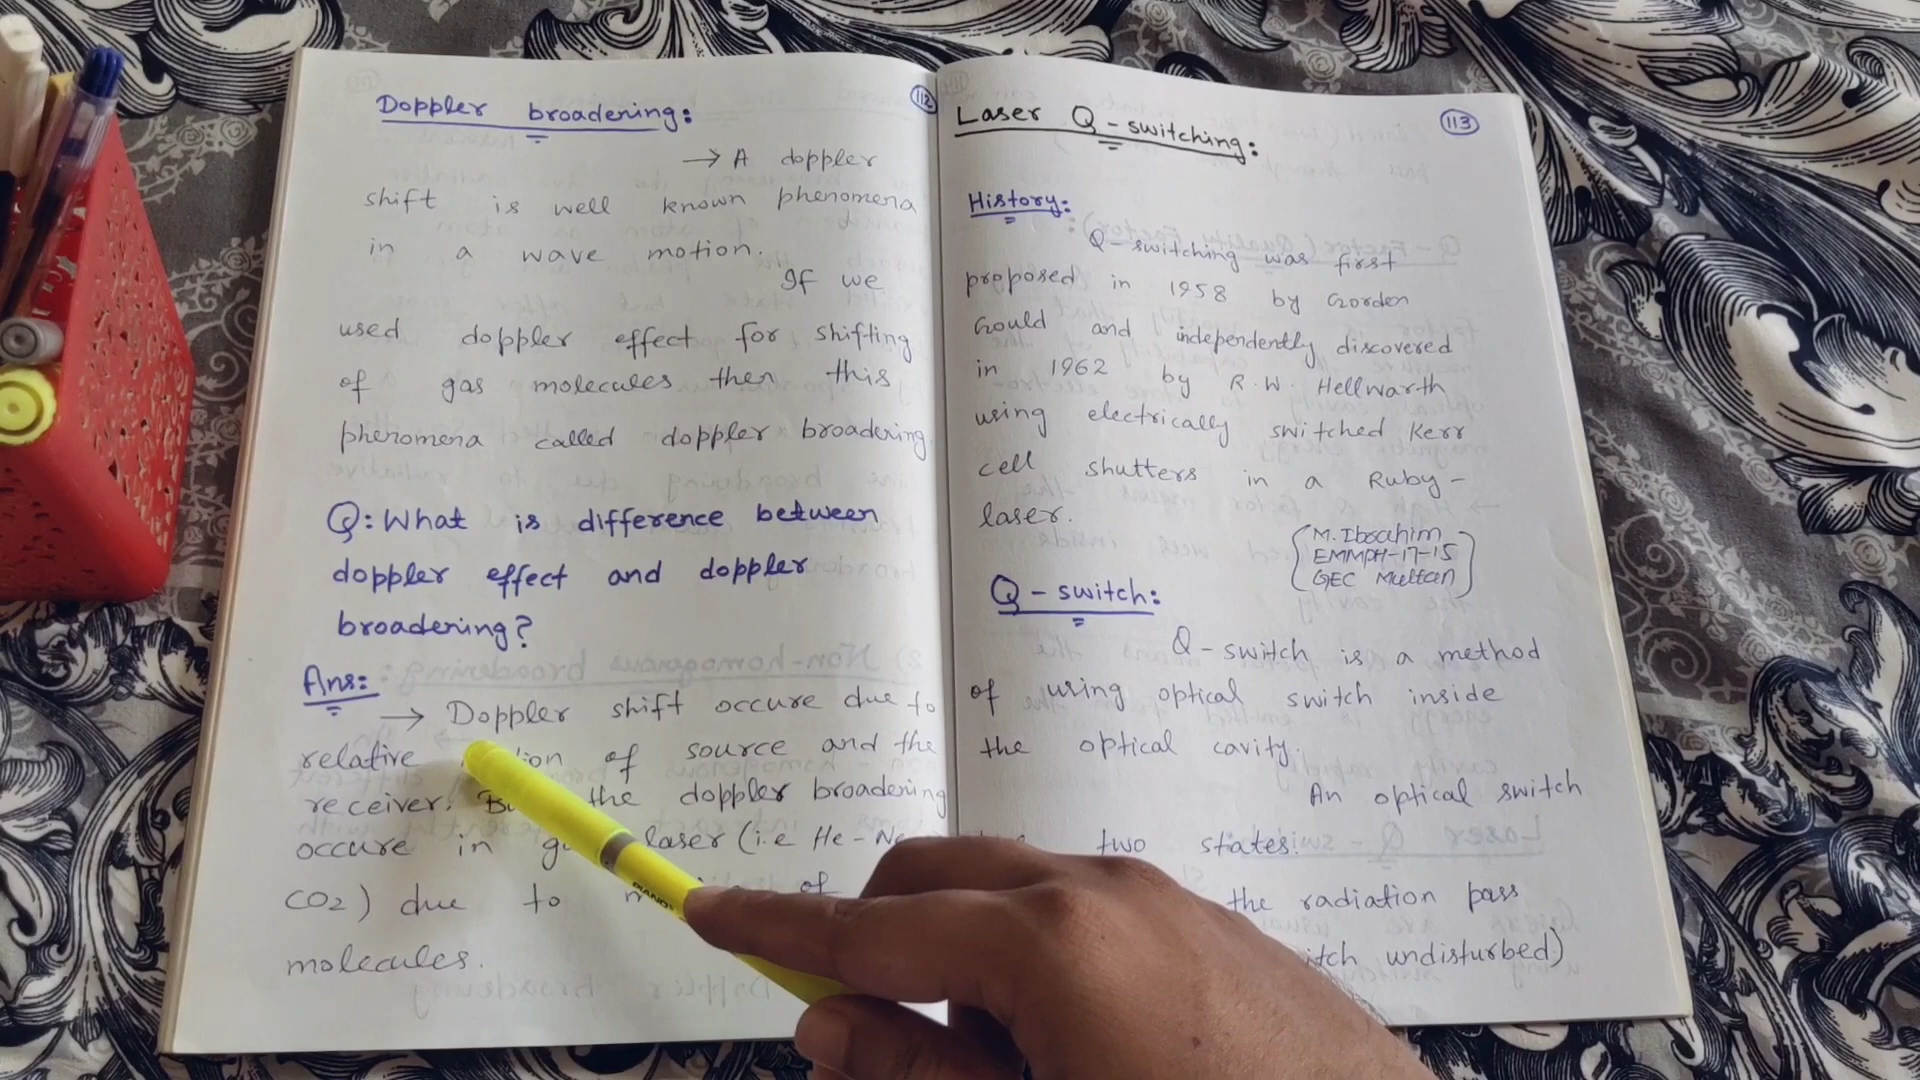 112
Doppler broadening:
→ A doppler
shift is well known phenomena
in a wave motion.
If we
used doppler effect for shifting
of gas molecules then this
phenomena called doppler broadering.
Q: What is difference between
doppler effect and doppler
broadering?
Ans:
→ Doppler shift occure due to
relative of source and the
receiver. the doppler broadening
occure in laser (i.e He-Ne
CO2) due to of
molecules.
113
Laser Q-switching:
History:
Q-switching was first
proposed in 1958 by Gorden
Gould and independently discovered
in 1962 by R.W. Hellwarth
using electrically switched Kerr
cell shutters in a Ruby-
laser.
M. Ibrahim
EMMPH-17-15
GEC Multan
Q-switch:
Q-switch is a method
of using optical switch inside
the optical cavity.
An optical switch
two states:
the radiation pass
undisturbed)
PIANO